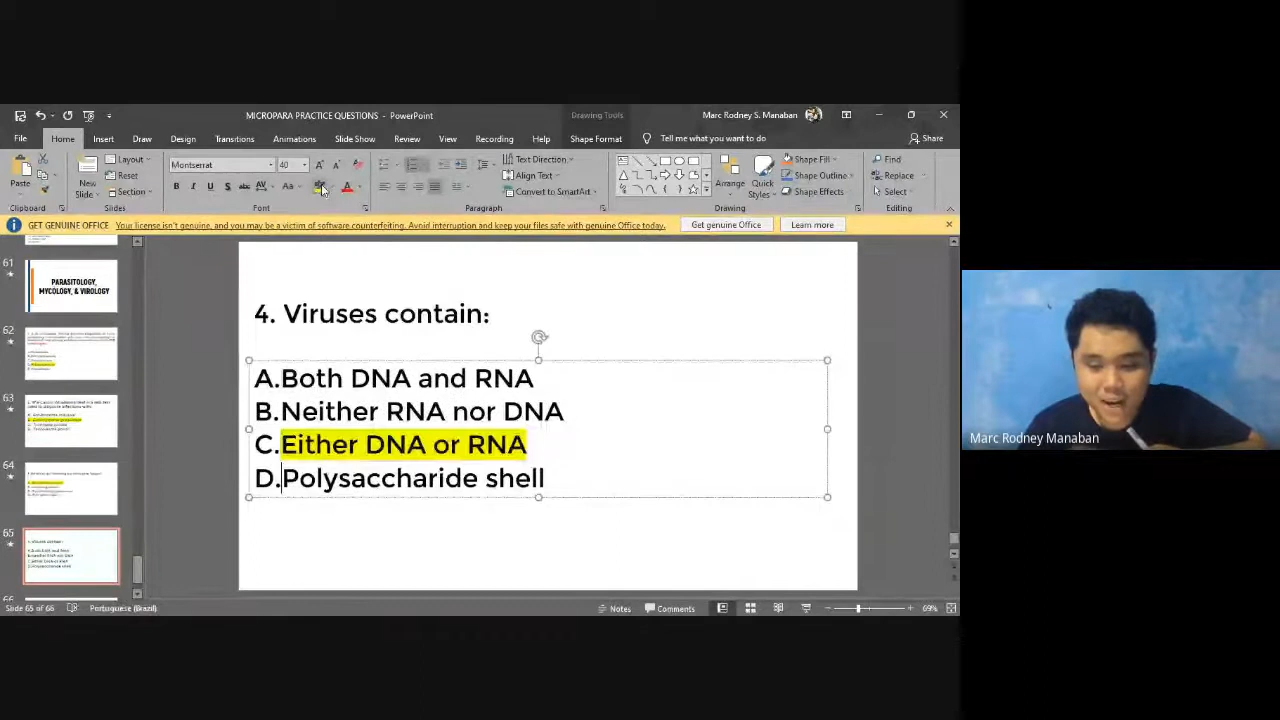 MICROPARA PRACTICE QUESTIONS - PowerPoint
Drawing Tools
Marc Rodney S. Manaban
File Home Insert Draw Design Transitions Animations Slide Show Review View Recording Help Shape Format Tell me what you want to do Share
Paste
Clipboard
New Slide
Layout
Reset
Section
Slides
Montserrat 40
Font
Text Direction
Align Text
Convert to SmartArt
Paragraph
Arrange
Quick Styles
Shape Fill
Shape Outline
Shape Effects
Drawing
Find
Replace
Select
Editing
GET GENUINE OFFICE Your license isn't genuine, and you may be a victim of software counterfeiting. Avoid interruption and keep your files safe with genuine Office today. Get genuine Office Learn more
61
PARASITOLOGY,
MYCOLOGY, & VIROLOGY
62
63
64
65
66
4. Viruses contain:
A.Both DNA and RNA
B.Neither RNA nor DNA
C.Either DNA or RNA
D.Polysaccharide shell
Marc Rodney Manaban
Slide 65 of 66 Portuguese (Brazil) Notes Comments 69%